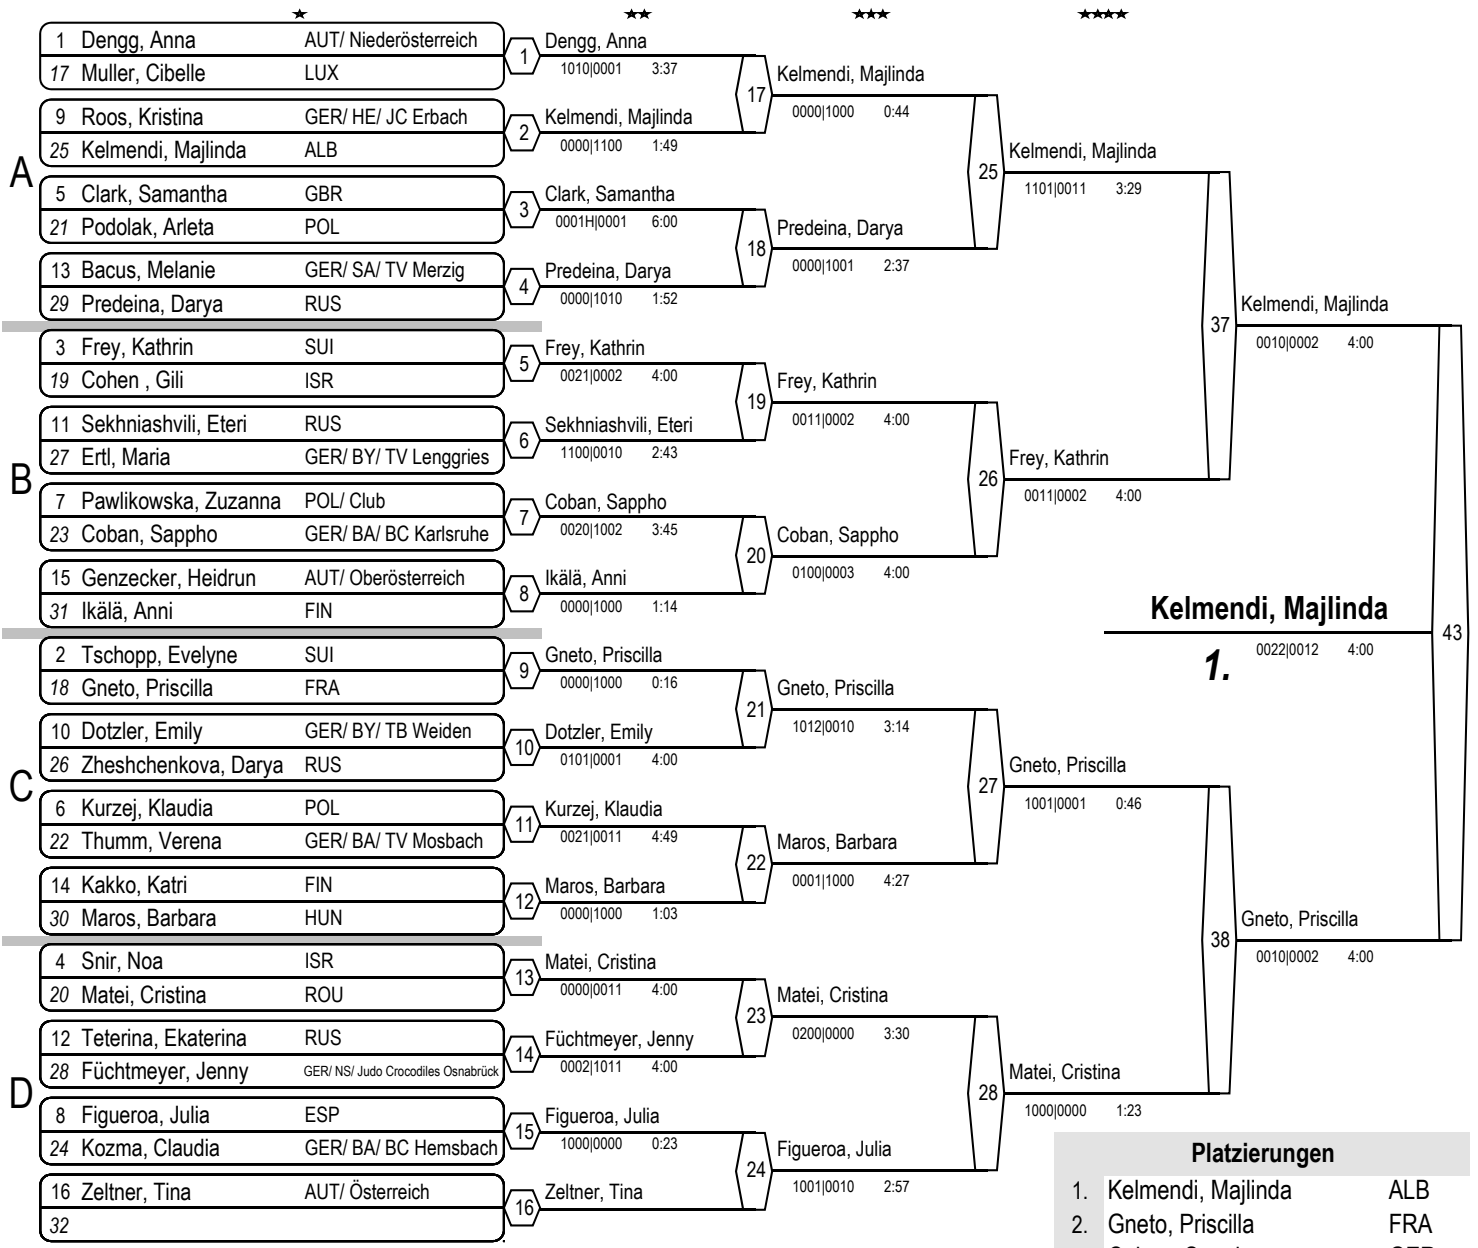 1 Dengg, Anna AUT/ Niederösterreich
17 Muller, Cibelle LUX
9 Roos, Kristina GER/ HE/ JC Erbach
25 Kelmendi, Majlinda ALB
A
5 Clark, Samantha GBR
21 Podolak, Arleta POL
13 Bacus, Melanie GER/ SA/ TV Merzig
29 Predeina, Darya RUS
3 Frey, Kathrin SUI
19 Cohen , Gili ISR
11 Sekhniashvili, Eteri RUS
27 Ertl, Maria GER/ BY/ TV Lenggries
B
7 Pawlikowska, Zuzanna POL/ Club
23 Coban, Sappho GER/ BA/ BC Karlsruhe
15 Genzecker, Heidrun AUT/ Oberösterreich
31 Ikälä, Anni FIN
2 Tschopp, Evelyne SUI
18 Gneto, Priscilla FRA
10 Dotzler, Emily GER/ BY/ TB Weiden
26 Zheshchenkova, Darya RUS
C
6 Kurzej, Klaudia POL
22 Thumm, Verena GER/ BA/ TV Mosbach
14 Kakko, Katri FIN
30 Maros, Barbara HUN
4 Snir, Noa ISR
20 Matei, Cristina ROU
12 Teterina, Ekaterina RUS
28 Füchtmeyer, Jenny GER/ NS/ Judo Crocodiles Osnabrück
D
8 Figueroa, Julia ESP
24 Kozma, Claudia GER/ BA/ BC Hemsbach
16 Zeltner, Tina AUT/ Österreich
32
Dengg, Anna
1
1010|0001 3:37
Kelmendi, Majlinda
2
0000|1100 1:49
Clark, Samantha
3
0001H|0001 6:00
Predeina, Darya
4
0000|1010 1:52
Frey, Kathrin
5
0021|0002 4:00
Sekhniashvili, Eteri
6
1100|0010 2:43
Coban, Sappho
7
0020|1002 3:45
Ikälä, Anni
8
0000|1000 1:14
Gneto, Priscilla
9
0000|1000 0:16
Dotzler, Emily
10
0101|0001 4:00
Kurzej, Klaudia
11
0021|0011 4:49
Maros, Barbara
12
0000|1000 1:03
Matei, Cristina
13
0000|0011 4:00
Füchtmeyer, Jenny
14
0002|1011 4:00
Figueroa, Julia
15
1000|0000 0:23
Zeltner, Tina
16
Kelmendi, Majlinda
17
0000|1000 0:44
Predeina, Darya
18
0000|1001 2:37
Frey, Kathrin
19
0011|0002 4:00
Coban, Sappho
20
0100|0003 4:00
Gneto, Priscilla
21
1012|0010 3:14
Maros, Barbara
22
0001|1000 4:27
Matei, Cristina
23
0200|0000 3:30
Figueroa, Julia
24
1001|0010 2:57
Kelmendi, Majlinda
25
1101|0011 3:29
Frey, Kathrin
26
0011|0002 4:00
Gneto, Priscilla
27
1001|0001 0:46
Matei, Cristina
28
1000|0000 1:23
Kelmendi, Majlinda
37
0010|0002 4:00
Gneto, Priscilla
38
0010|0002 4:00
Kelmendi, Majlinda
43
1. 0022|0012 4:00
Platzierungen
1. Kelmendi, Majlinda ALB
2. Gneto, Priscilla FRA